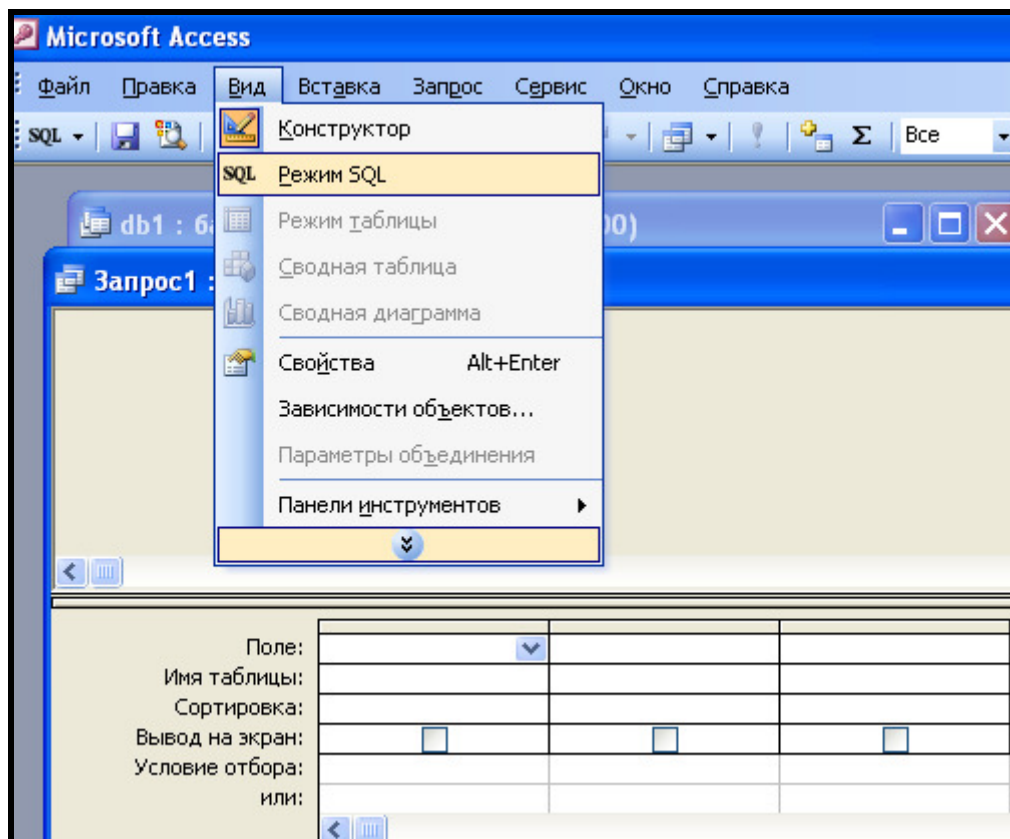 Microsoft Access
Файл Правка Вид Вставка Запрос Сервис Окно Справка
SQL Все
Конструктор
SQL Режим SQL
Режим таблицы
db1 : 00)
Сводная таблица
Запрос1 :
Сводная диаграмма
Свойства Alt+Enter
Зависимости объектов...
Параметры объединения
Панели инструментов
Поле:
Имя таблицы:
Сортировка:
Вывод на экран:
Условие отбора:
или: